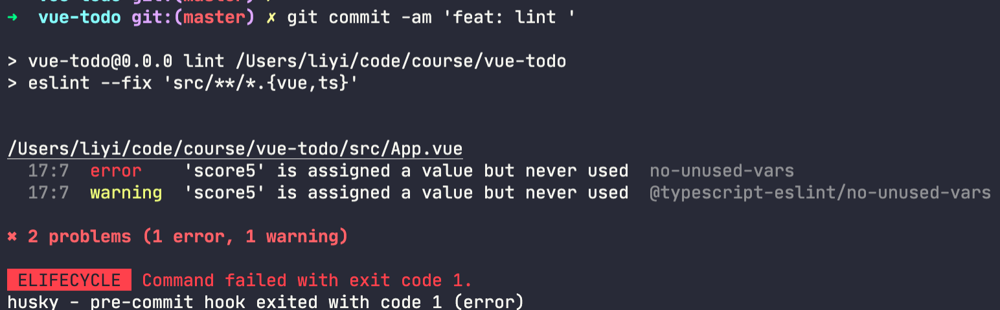 ➜  vue-todo git:(master) ✗ git commit -am 'feat: lint '
> vue-todo@0.0.0 lint /Users/liyi/code/course/vue-todo
> eslint --fix 'src/**/*.{vue,ts}'
/Users/liyi/code/course/vue-todo/src/App.vue
  17:7  error    'score5' is assigned a value but never used  no-unused-vars
  17:7  warning  'score5' is assigned a value but never used  @typescript-eslint/no-unused-vars
✖ 2 problems (1 error, 1 warning)
 ELIFECYCLE  Command failed with exit code 1.
husky - pre-commit hook exited with code 1 (error)